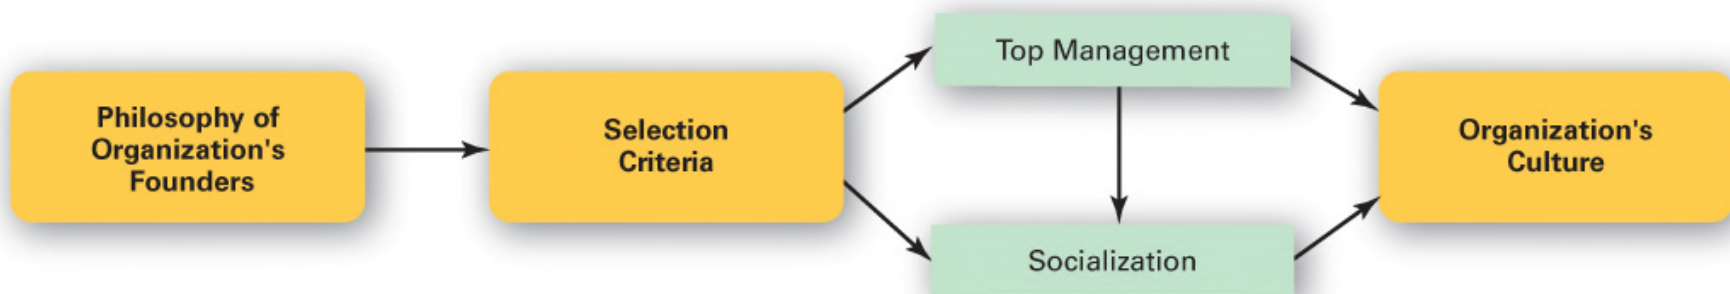 Philosophy of
Organization's
Founders
Selection
Criteria
Top Management
Socialization
Organization's
Culture